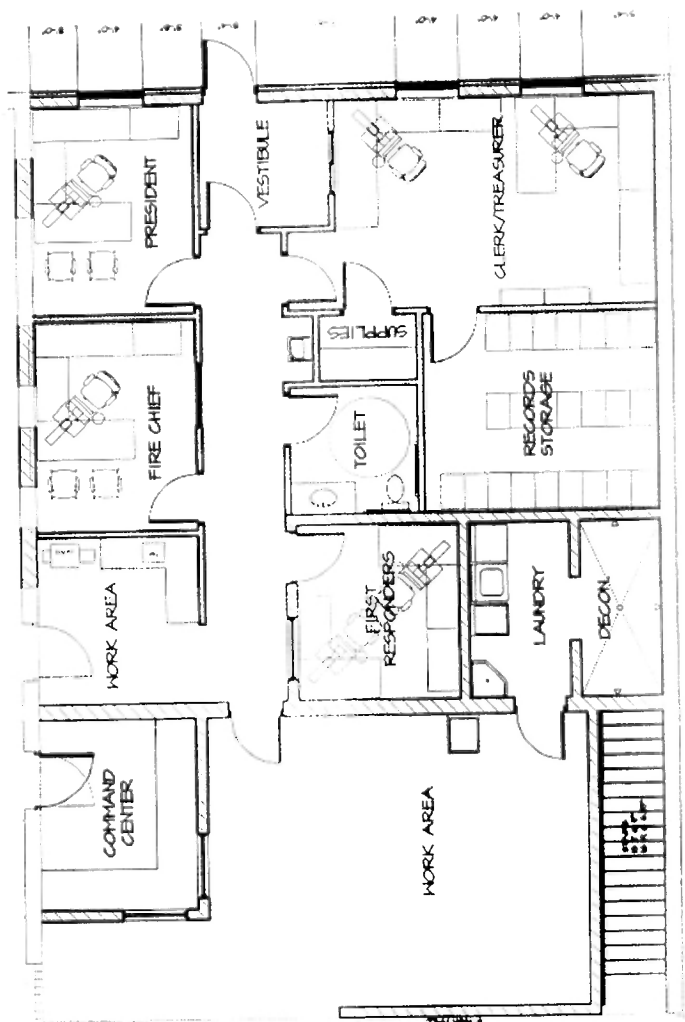 PRESIDENT
VESTIBULE
CLERK/TREASURER
SUPPLIES
FIRE CHIEF
TOILET
RECORDS
STORAGE
WORK AREA
FIRST
RESPONDERS
LAUNDRY
DECON.
COMMAND
CENTER
WORK AREA